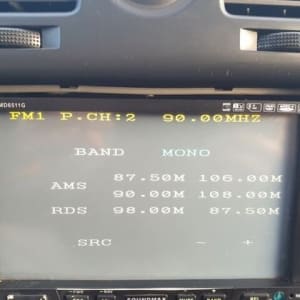 MD6511G
FM1 P.CH:2 90.00MHZ
BAND MONO
87.50M 106.00M
AMS 90.00M 108.00M
RDS 98.00M 87.50M
SRC - +
SOUNDMAX